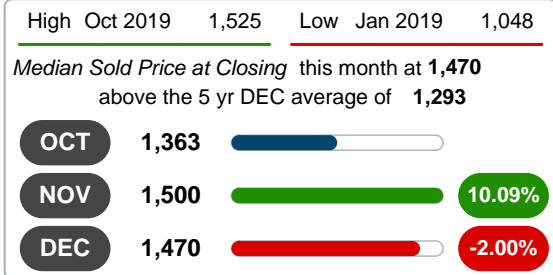 High Oct 2019 1,525 Low Jan 2019 1,048
Median Sold Price at Closing this month at 1,470
above the 5 yr DEC average of 1,293
OCT 1,363
NOV 1,500 10.09%
DEC 1,470 -2.00%